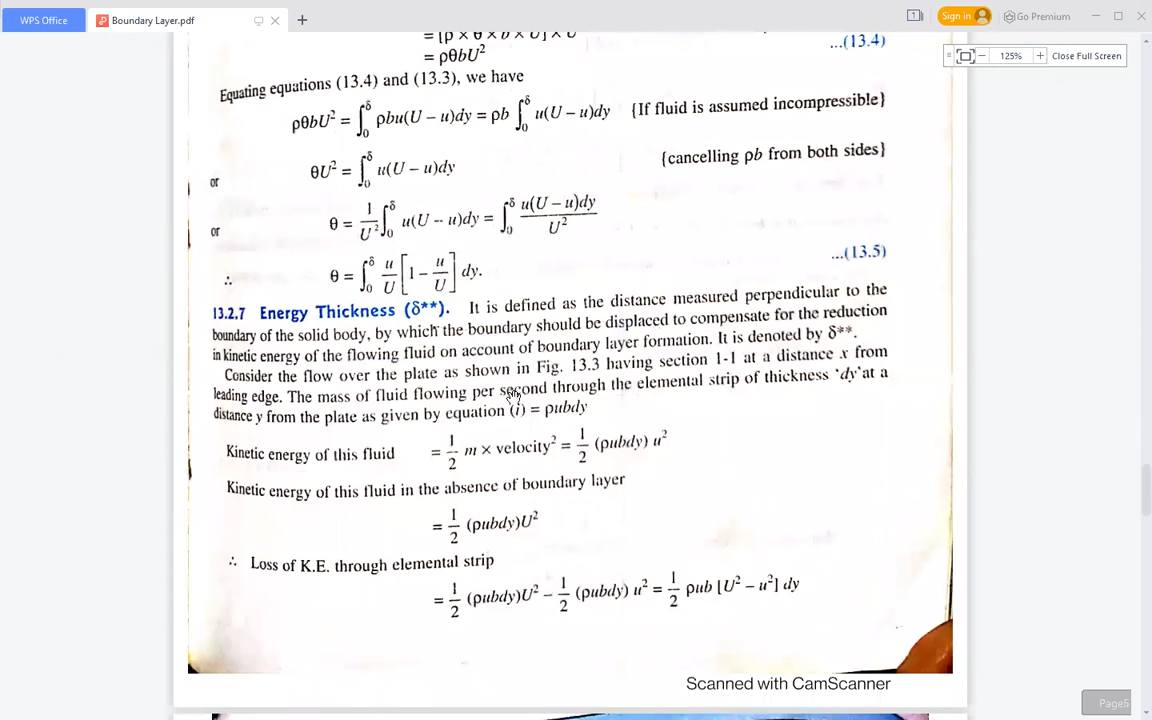 WPS Office
Boundary Layer.pdf
1
Sign in
Go Premium
125%
Close Full Screen
= [ρ × θ × b × U] × U
= ρθbU²
...(13.4)
Equating equations (13.4) and (13.3), we have
ρθbU² = ∫₀^δ ρbu(U – u)dy = ρb ∫₀^δ u(U – u)dy {If fluid is assumed incompressible}
or θU² = ∫₀^δ u(U – u)dy {cancelling ρb from both sides}
or θ = 1/U² ∫₀^δ u(U – u)dy = ∫₀^δ u(U – u)dy/U²
∴ θ = ∫₀^δ u/U [1 – u/U] dy. ...(13.5)
13.2.7 Energy Thickness (δ**). It is defined as the distance measured perpendicular to the
boundary of the solid body, by which the boundary should be displaced to compensate for the reduction
in kinetic energy of the flowing fluid on account of boundary layer formation. It is denoted by δ**.
Consider the flow over the plate as shown in Fig. 13.3 having section 1-1 at a distance x from
leading edge. The mass of fluid flowing per second through the elemental strip of thickness 'dy' at a
distance y from the plate as given by equation (i) = ρubdy
Kinetic energy of this fluid = 1/2 m × velocity² = 1/2 (ρubdy) u²
Kinetic energy of this fluid in the absence of boundary layer
= 1/2 (ρubdy)U²
∴ Loss of K.E. through elemental strip
= 1/2 (ρubdy)U² – 1/2 (ρubdy) u² = 1/2 ρub [U² – u²] dy
Scanned with CamScanner
Page5